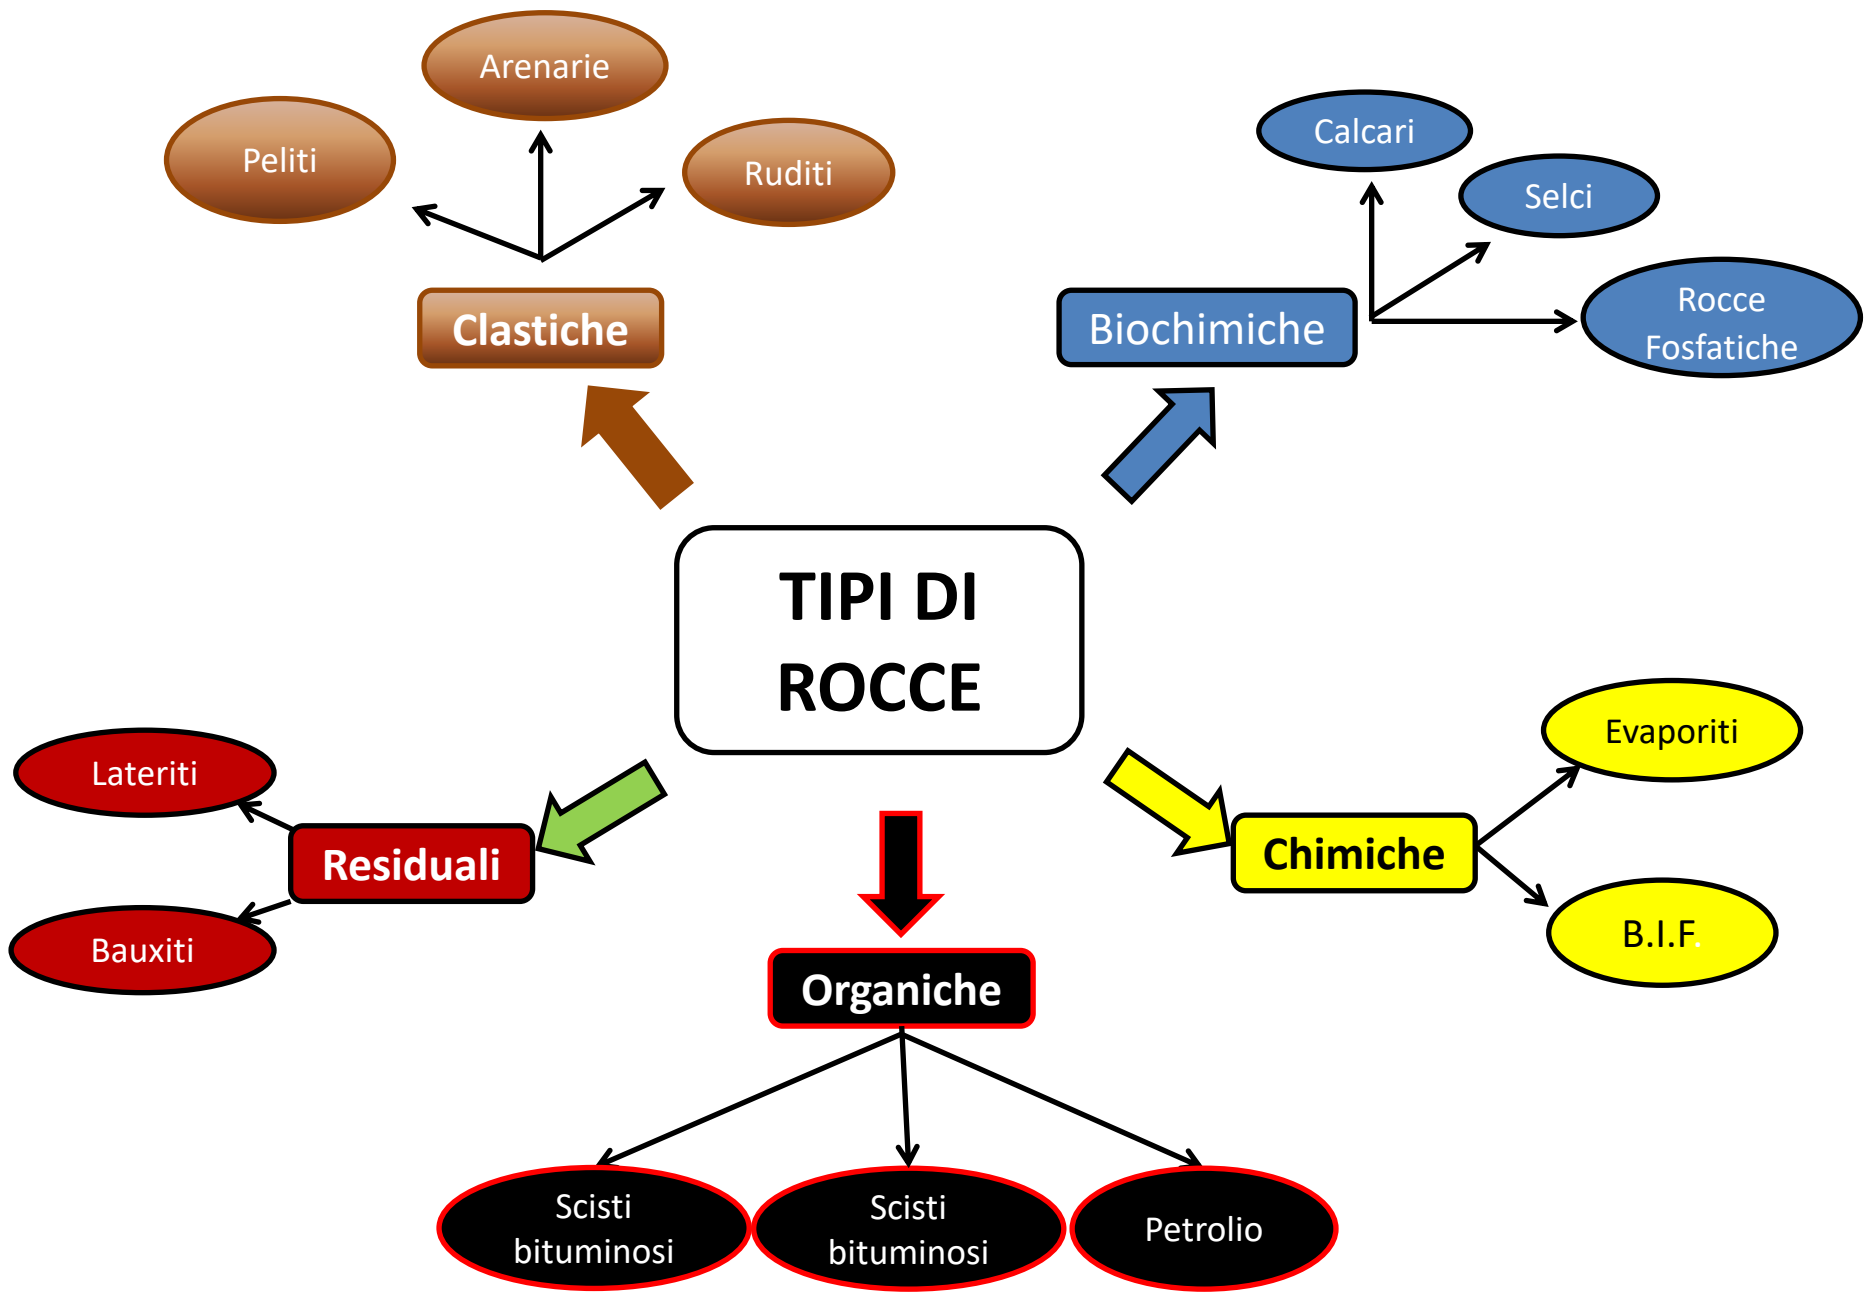 Arenarie
Peliti
Ruditi
Clastiche
Calcari
Selci
Rocce
Fosfatiche
Biochimiche
TIPI DI
ROCCE
Lateriti
Residuali
Bauxiti
Evaporiti
Chimiche
B.I.F.
Organiche
Scisti
bituminosi
Scisti
bituminosi
Petrolio